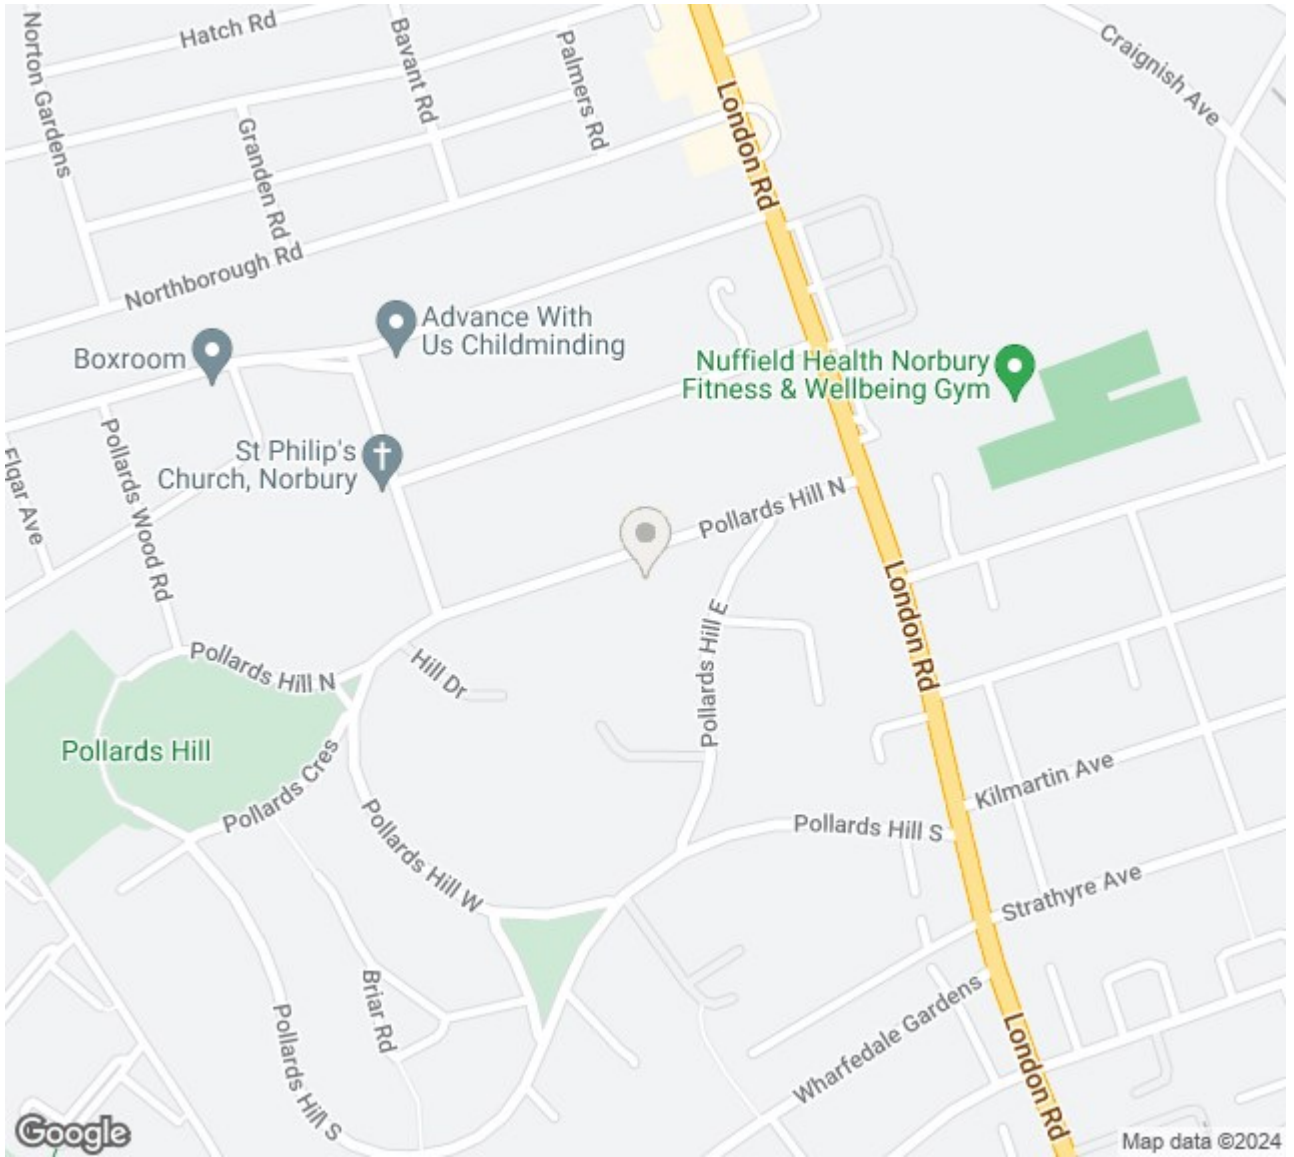 Hatch Rd
Norton Gardens
Bavant Rd
Palmers Rd
Craignish Ave
London Rd
Granden Rd
Rd
Northborough Rd
Advance With
Us Childminding
Boxroom
Nuffield Health Norbury
Fitness & Wellbeing Gym
Pollards Wood Rd
St Philip's
Church, Norbury
Elgar Ave
Pollards Hill N
London Rd
Pollards Hill E
Pollards Hill N
Hill Dr
Pollards Hill
Pollards Cres
Kilmartin Ave
Pollards Hill W
Pollards Hill S
Strathyre Ave
Briar Rd
Pollards Hill S
Wharfedale Gardens
London Rd
Google
Map data ©2024